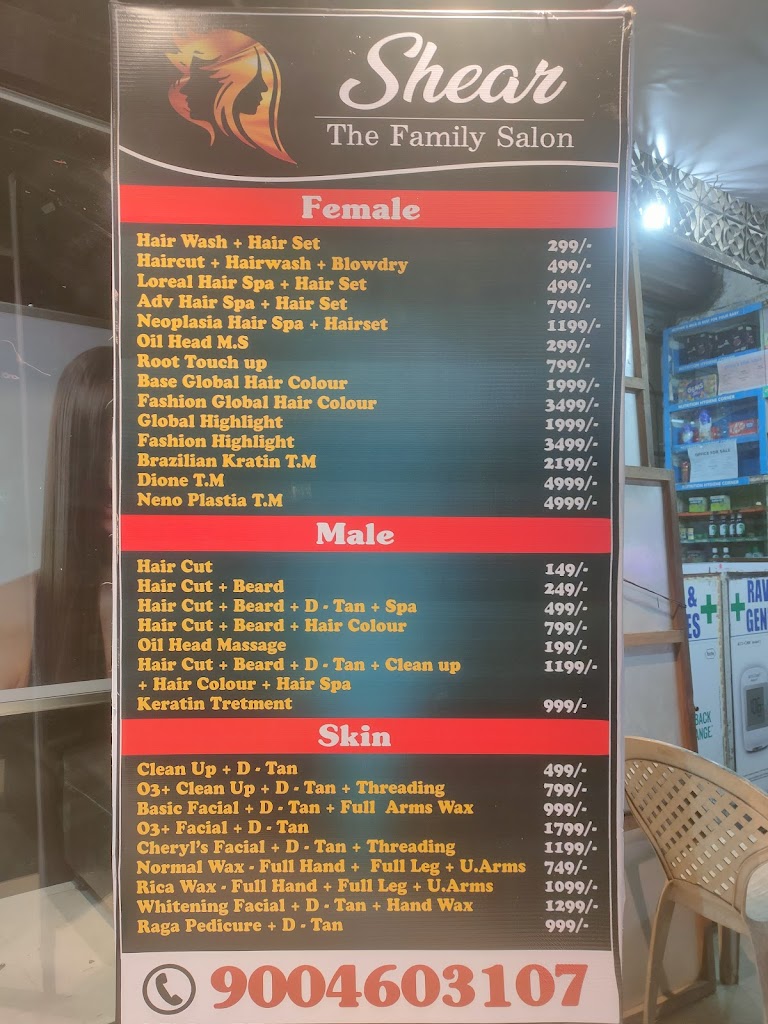 Shear
The Family Salon
Female
Hair Wash + Hair Set 299/-
Haircut + Hairwash + Blowdry 499/-
Loreal Hair Spa + Hair Set 499/-
Adv Hair Spa + Hair Set 799/-
Neoplasia Hair Spa + Hairset 1199/-
Oil Head M.S 299/-
Root Touch up 799/-
Base Global Hair Colour 1999/-
Fashion Global Hair Colour 3499/-
Global Highlight 1999/-
Fashion Highlight 3499/-
Brazilian Kratin T.M 2199/-
Dione T.M 4999/-
Neno Plastia T.M 4999/-
Male
Hair Cut 149/-
Hair Cut + Beard 249/-
Hair Cut + Beard + D - Tan + Spa 499/-
Hair Cut + Beard + Hair Colour 799/-
Oil Head Massage 199/-
Hair Cut + Beard + D - Tan + Clean up 1199/-
+ Hair Colour + Hair Spa
Keratin Tretment 999/-
Skin
Clean Up + D - Tan 499/-
O3+ Clean Up + D - Tan + Threading 799/-
Basic Facial + D - Tan + Full Arms Wax 999/-
O3+ Facial + D - Tan 1799/-
Cheryl's Facial + D - Tan + Threading 1199/-
Normal Wax - Full Hand + Full Leg + U.Arms 749/-
Rica Wax - Full Hand + Full Leg + U.Arms 1099/-
Whitening Facial + D - Tan + Hand Wax 1299/-
Raga Pedicure + D - Tan 999/-
9004603107
&
ES
RAV
GEN
BACK